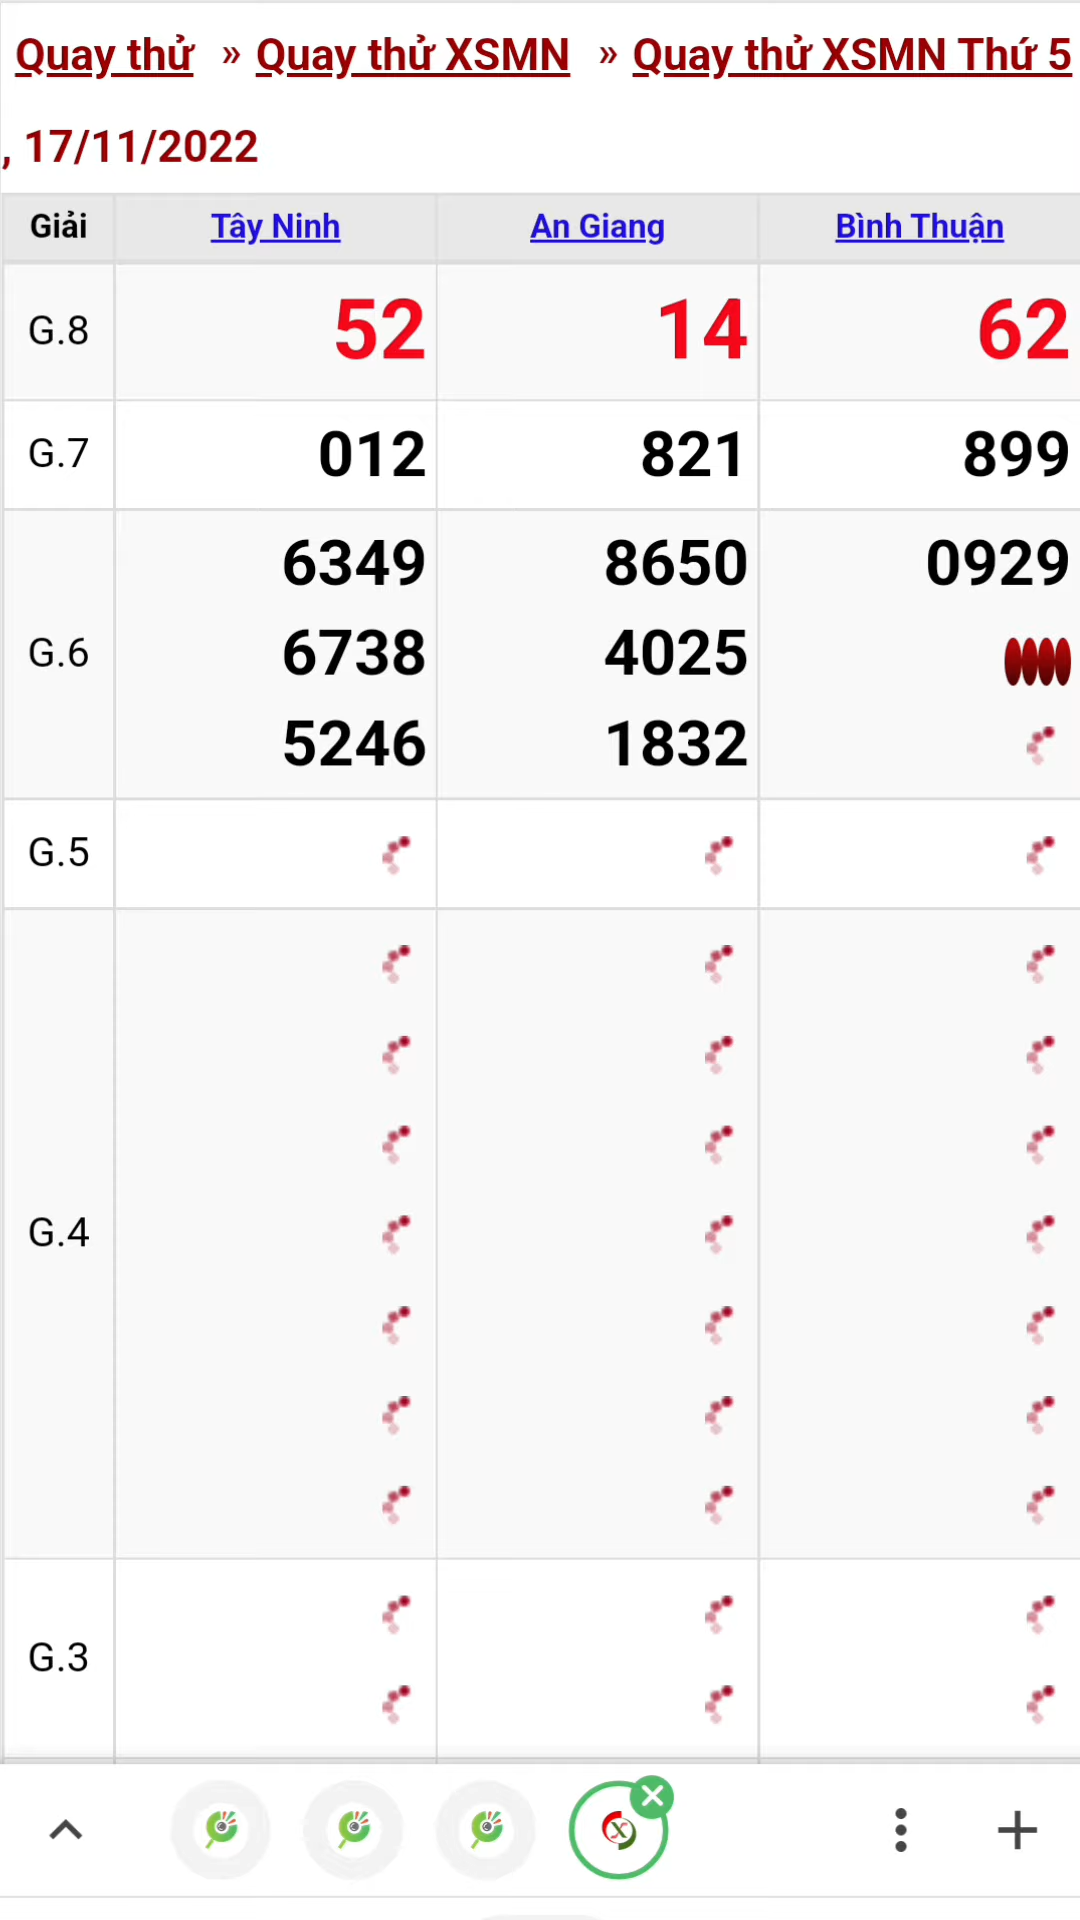 Quay thử » Quay thử XSMN » Quay thử XSMN Thứ 5
, 17/11/2022
Giải Tây Ninh An Giang Bình Thuận
G.8 52 14 62
G.7 012 821 899
6349 8650 0929
G.6 6738 4025
5246 1832
G.5
G.4
G.3